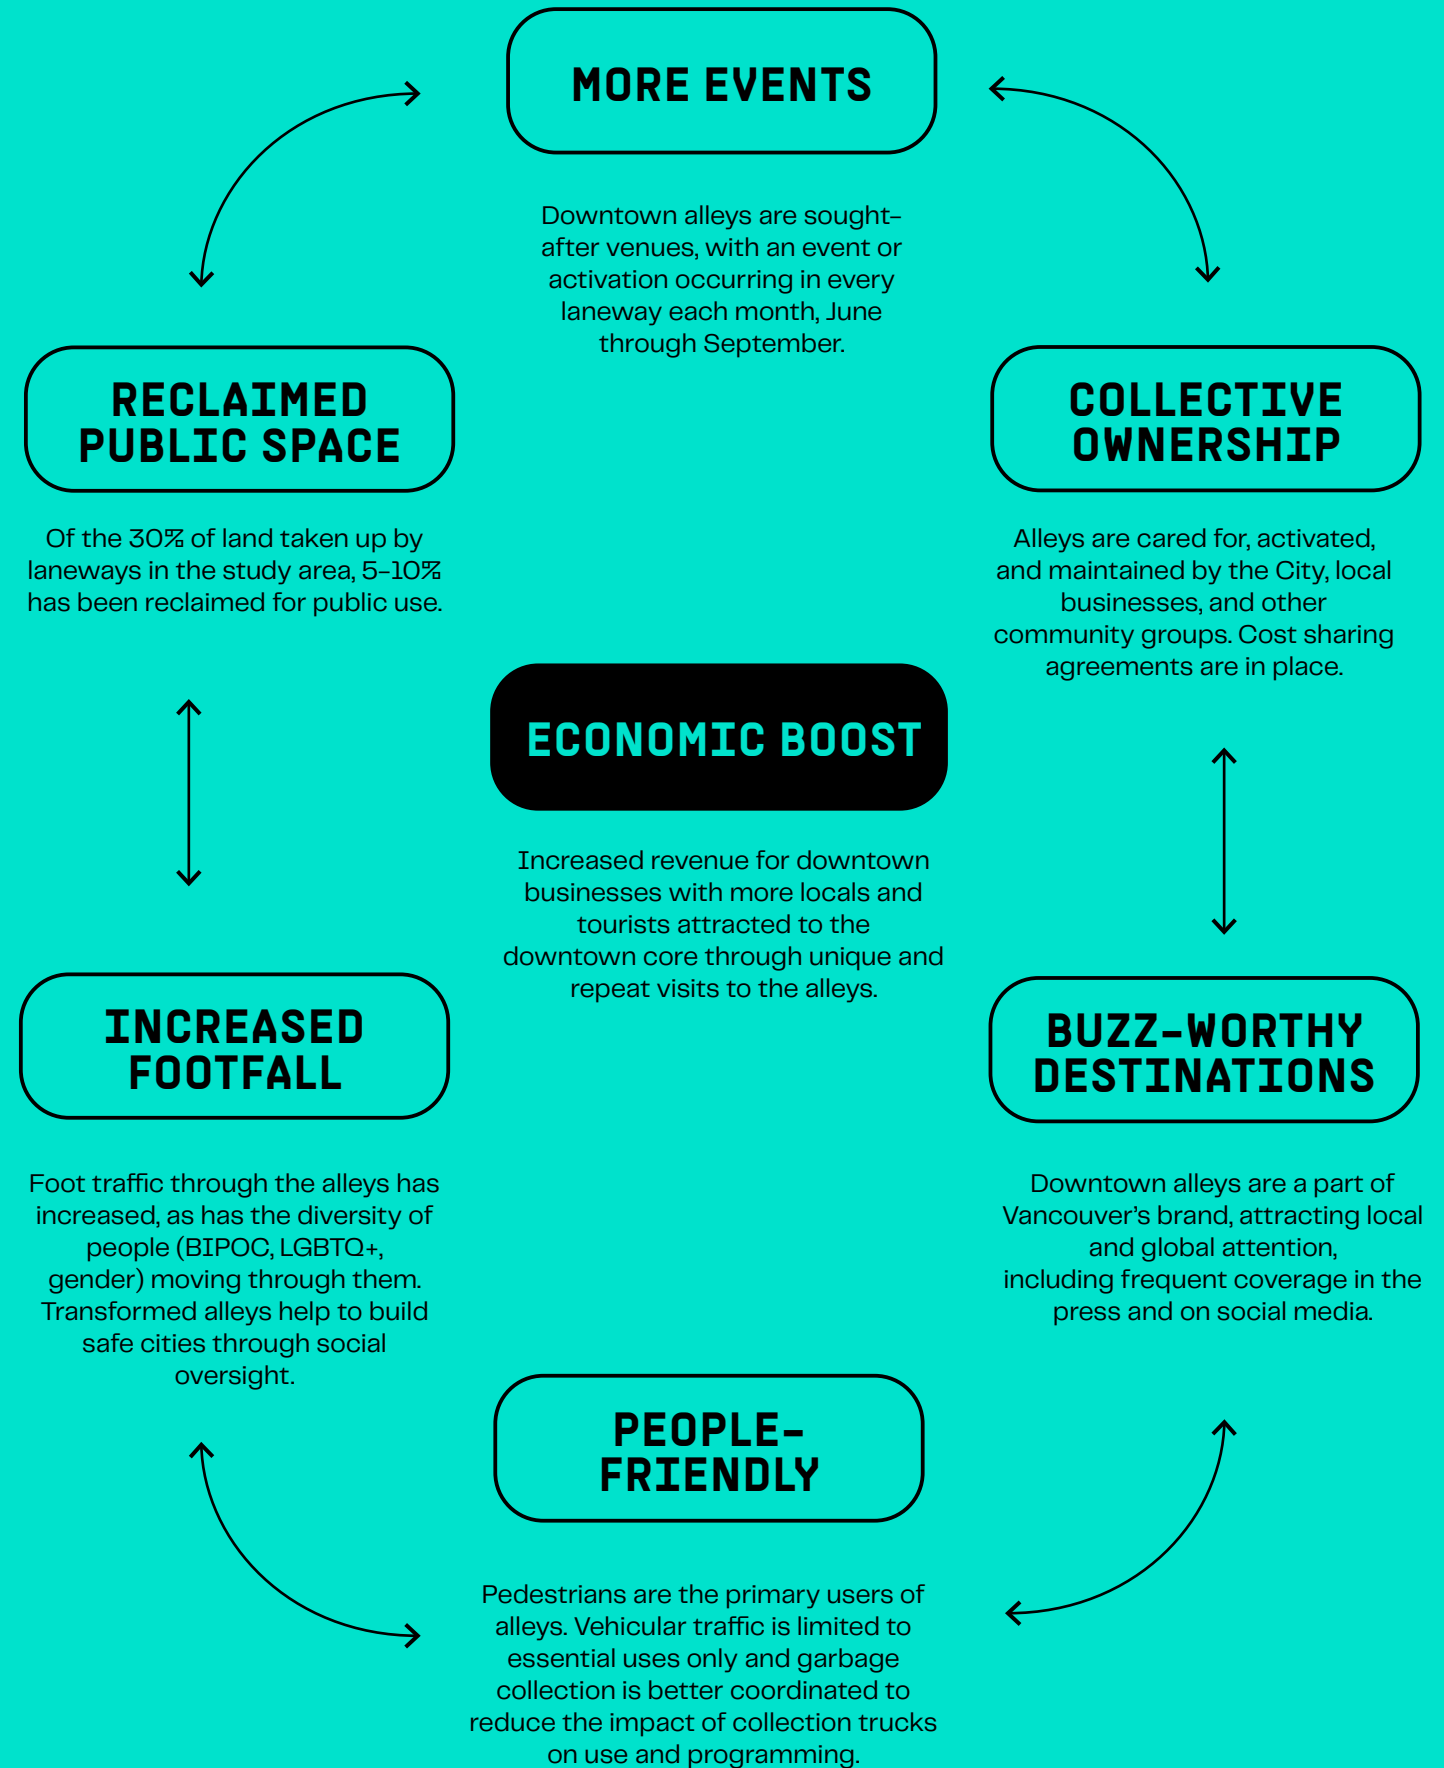 MORE EVENTS
Downtown alleys are sought-
after venues, with an event or
activation occurring in every
laneway each month, June
through September.
RECLAIMED
PUBLIC SPACE
Of the 30% of land taken up by
laneways in the study area, 5-10%
has been reclaimed for public use.
COLLECTIVE
OWNERSHIP
Alleys are cared for, activated,
and maintained by the City, local
businesses, and other
community groups. Cost sharing
agreements are in place.
ECONOMIC BOOST
Increased revenue for downtown
businesses with more locals and
tourists attracted to the
downtown core through unique and
repeat visits to the alleys.
INCREASED
FOOTFALL
Foot traffic through the alleys has
increased, as has the diversity of
people (BIPOC, LGBTQ+,
gender) moving through them.
Transformed alleys help to build
safe cities through social
oversight.
BUZZ-WORTHY
DESTINATIONS
Downtown alleys are a part of
Vancouver's brand, attracting local
and global attention,
including frequent coverage in the
press and on social media.
PEOPLE-
FRIENDLY
Pedestrians are the primary users of
alleys. Vehicular traffic is limited to
essential uses only and garbage
collection is better coordinated to
reduce the impact of collection trucks
on use and programming.